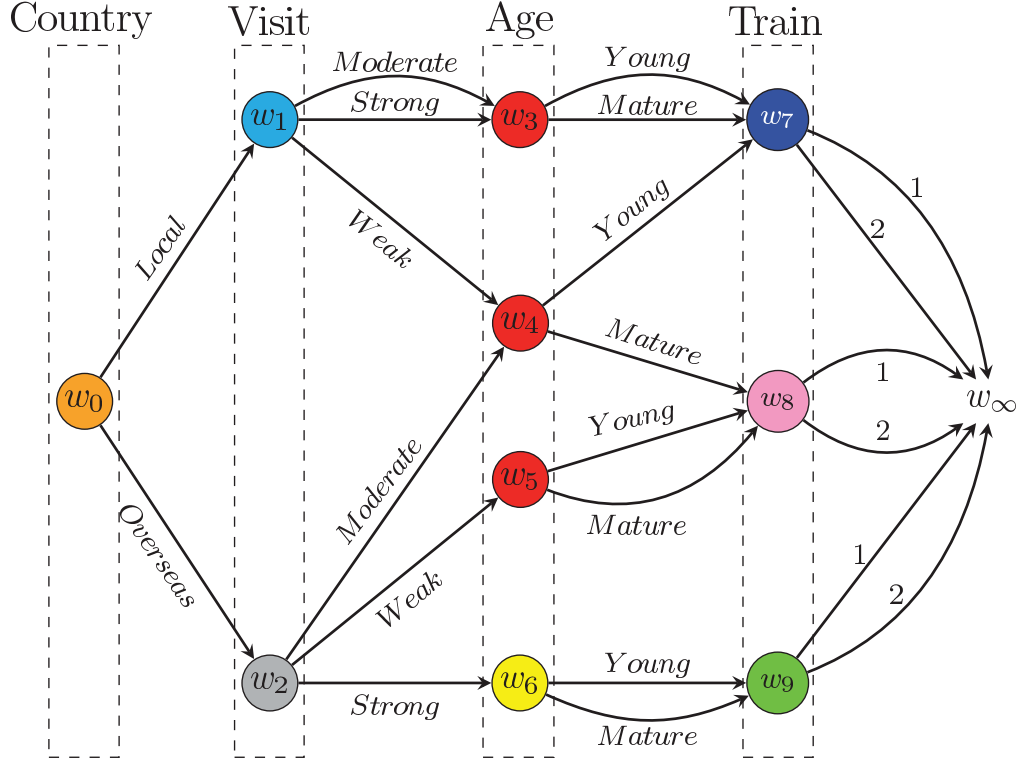 Country Visit Age Train
Moderate Young
Strong Mature
w1 w3 w7
1
Local Weak Young 2
w4
Mature
1
w0 w8 w∞
Young
2
Moderate w5
Mature
Overseas Weak 1
2
w2 w6 Young w9
Strong Mature